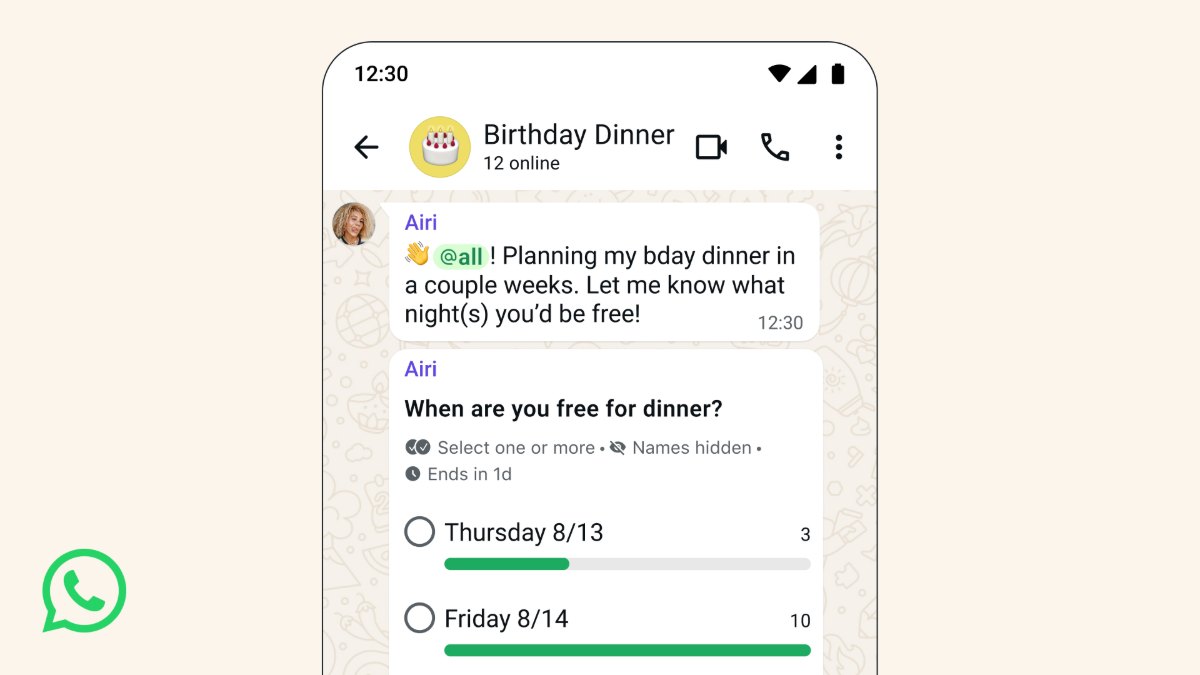 12:30
Birthday Dinner
12 online
Airi
👋 @all! Planning my bday dinner in
a couple weeks. Let me know what
night(s) you’d be free!
12:30
Airi
When are you free for dinner?
Select one or more • Names hidden •
Ends in 1d
Thursday 8/13 3
Friday 8/14 10